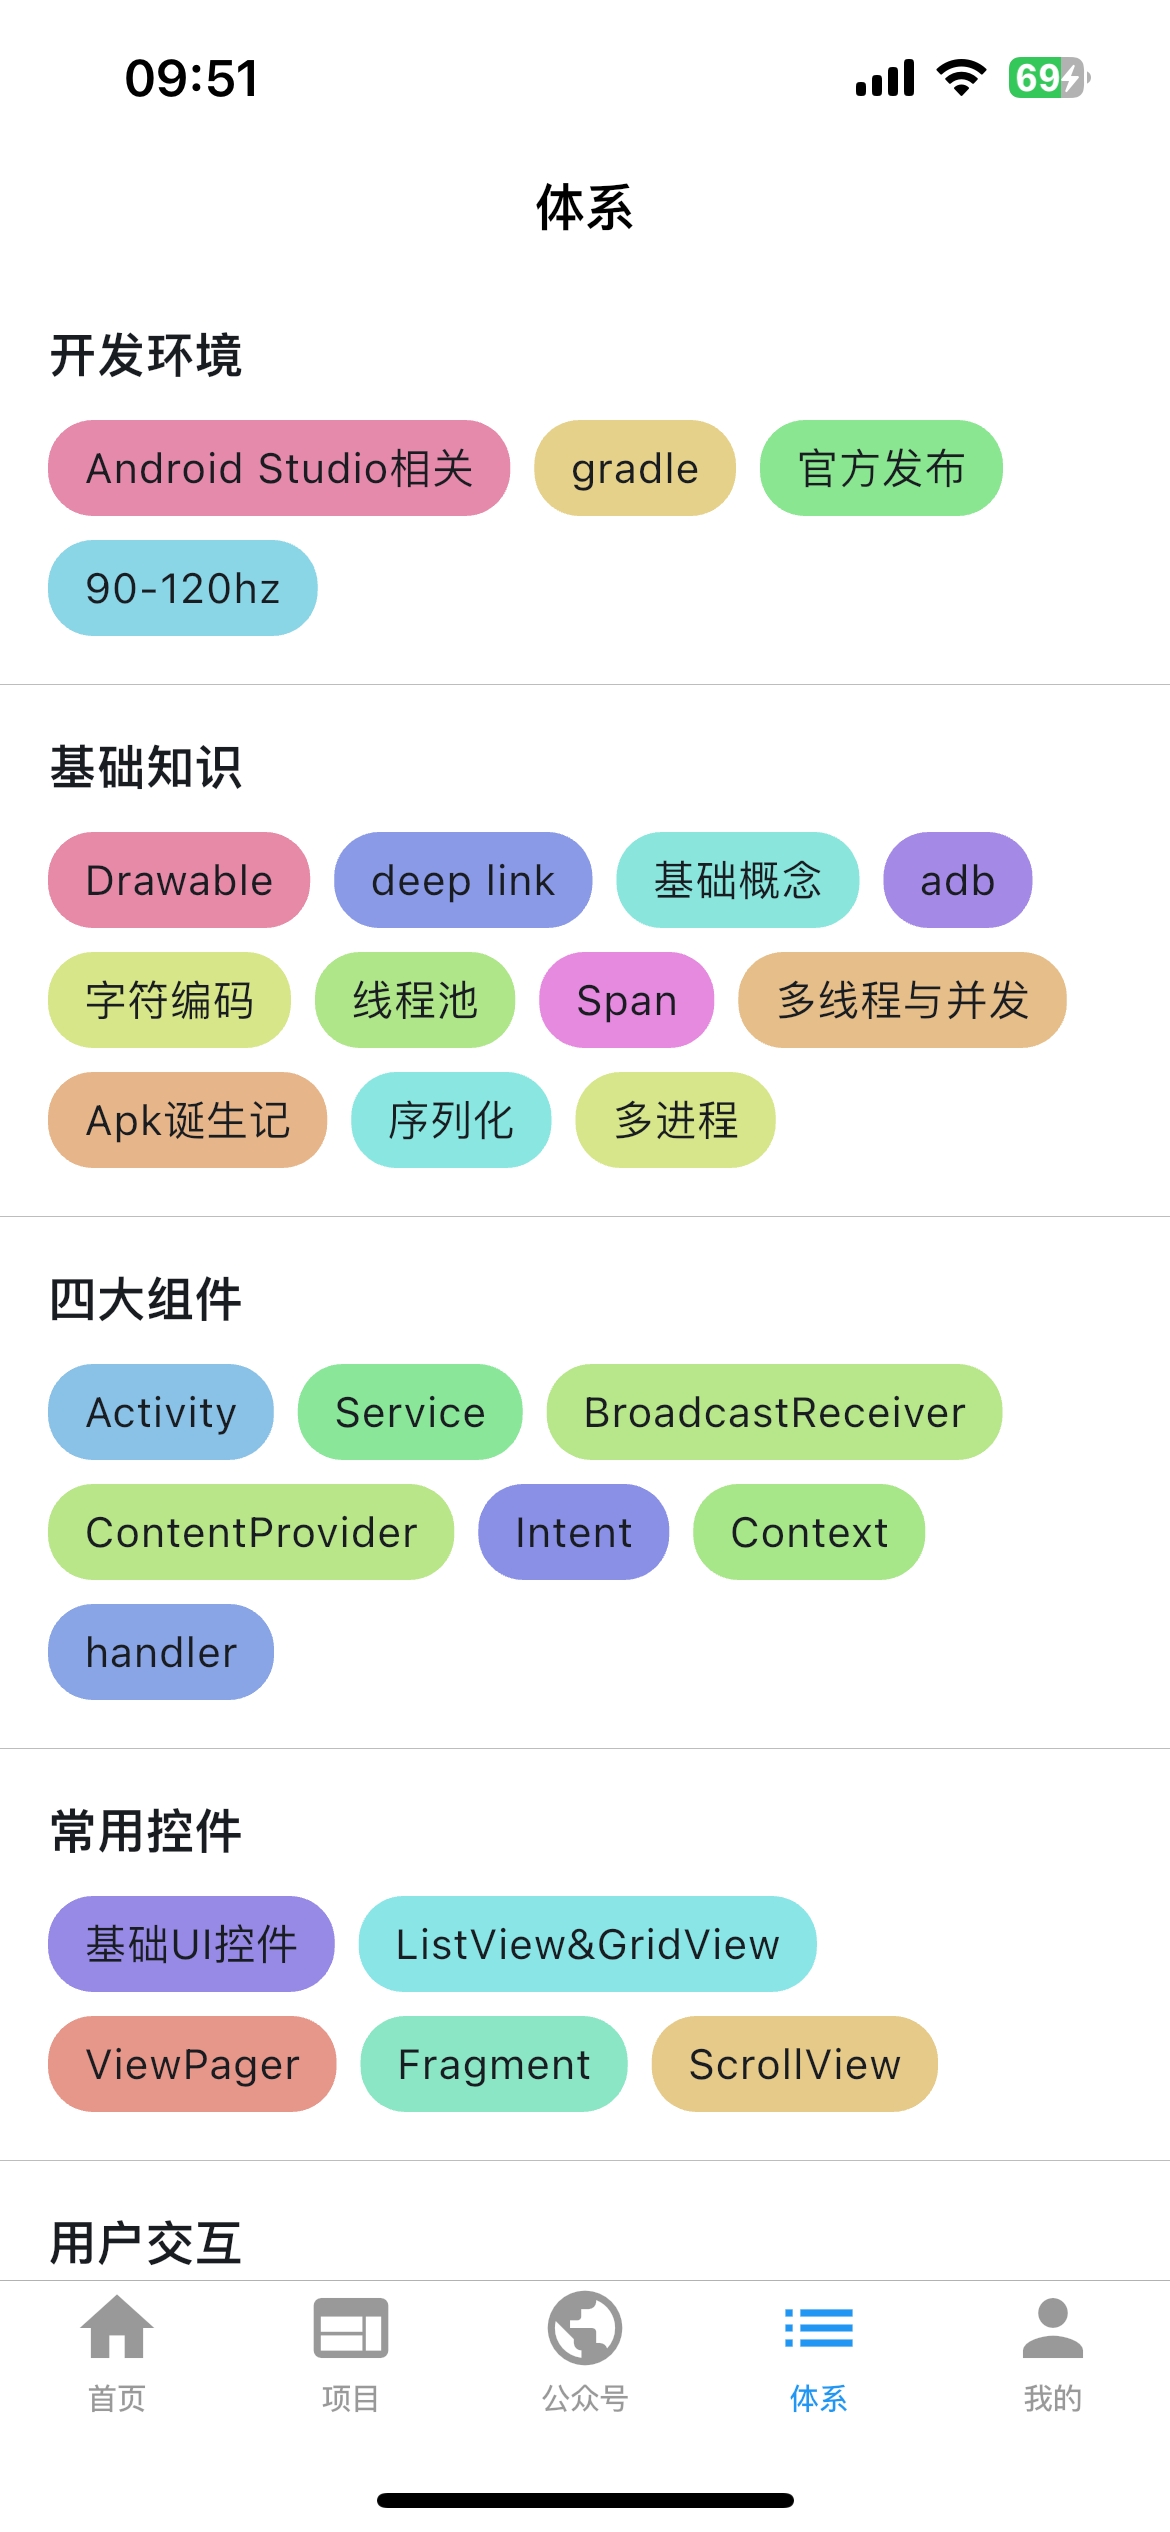 09:51
69
体系
开发环境
Android Studio相关 gradle 官方发布
90-120hz
基础知识
Drawable deep link 基础概念 adb
字符编码 线程池 Span 多线程与并发
Apk诞生记 序列化 多进程
四大组件
Activity Service BroadcastReceiver
ContentProvider Intent Context
handler
常用控件
基础UI控件 ListView&GridView
ViewPager Fragment ScrollView
用户交互
首页 项目 公众号 体系 我的